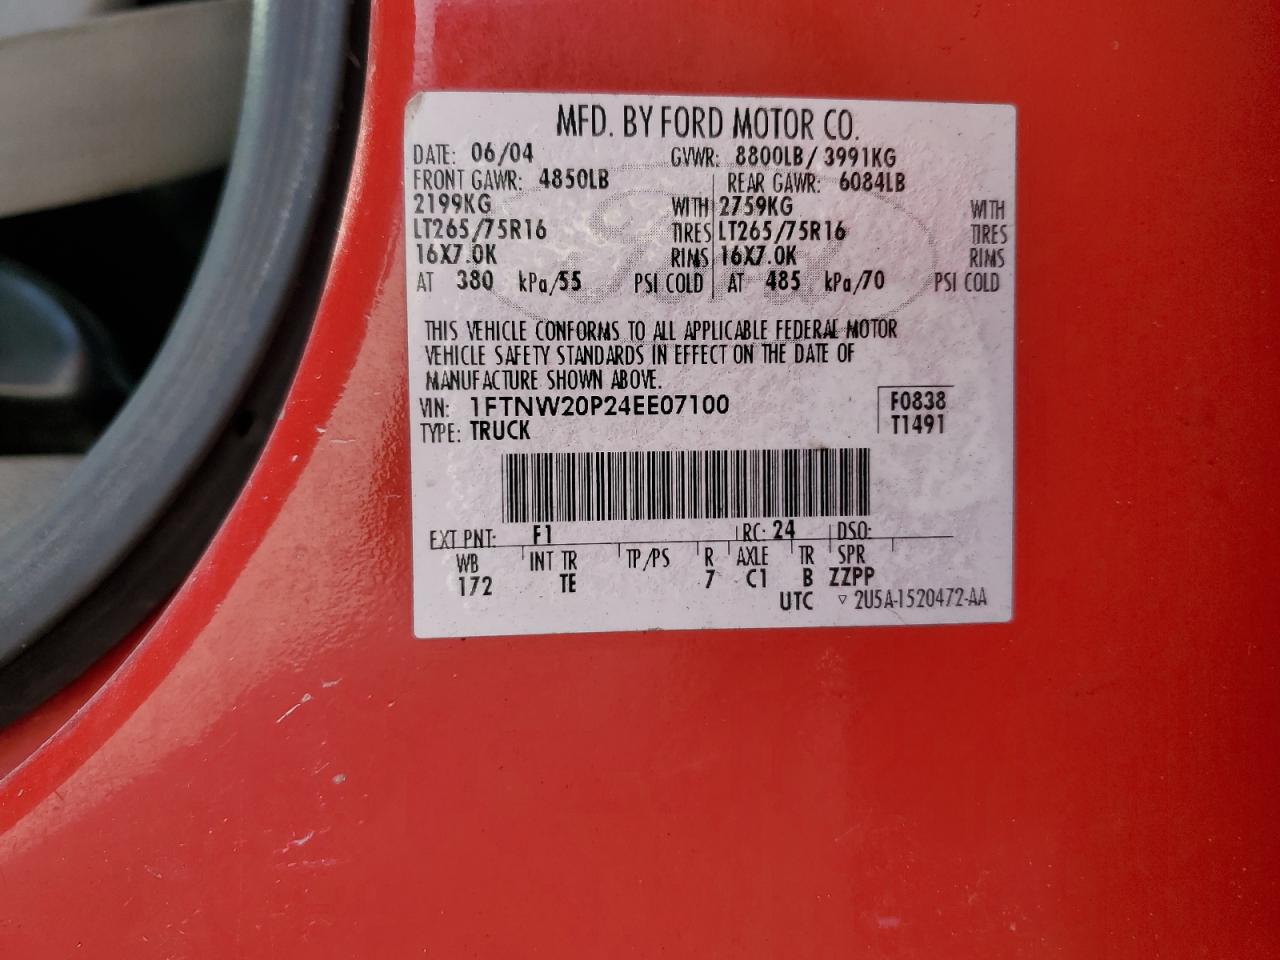 MFD. BY FORD MOTOR CO.
DATE: 06/04 GVWR: 8800LB/ 3991KG
FRONT GAWR: 4850LB REAR GAWR: 6084LB
2199KG WITH 2759KG WITH
LT265/75R16 TIRES LT265/75R16 TIRES
16X7.0K RIMS 16X7.0K RIMS
AT 380 kPa/55 PSI COLD AT 485 kPa/70 PSI COLD
THIS VEHICLE CONFORMS TO ALL APPLICABLE FEDERAL MOTOR
VEHICLE SAFETY STANDARDS IN EFFECT ON THE DATE OF
MANUFACTURE SHOWN ABOVE.
VIN: 1FTNW20P24EE07100 F0838
TYPE: TRUCK T1491
EXT PNT: F1 RC: 24 DSO:
WB INT TR TP/PS R AXLE TR SPR
172 TE 7 C1 B ZZPP
UTC ▽ 2U5A-1520472-AA